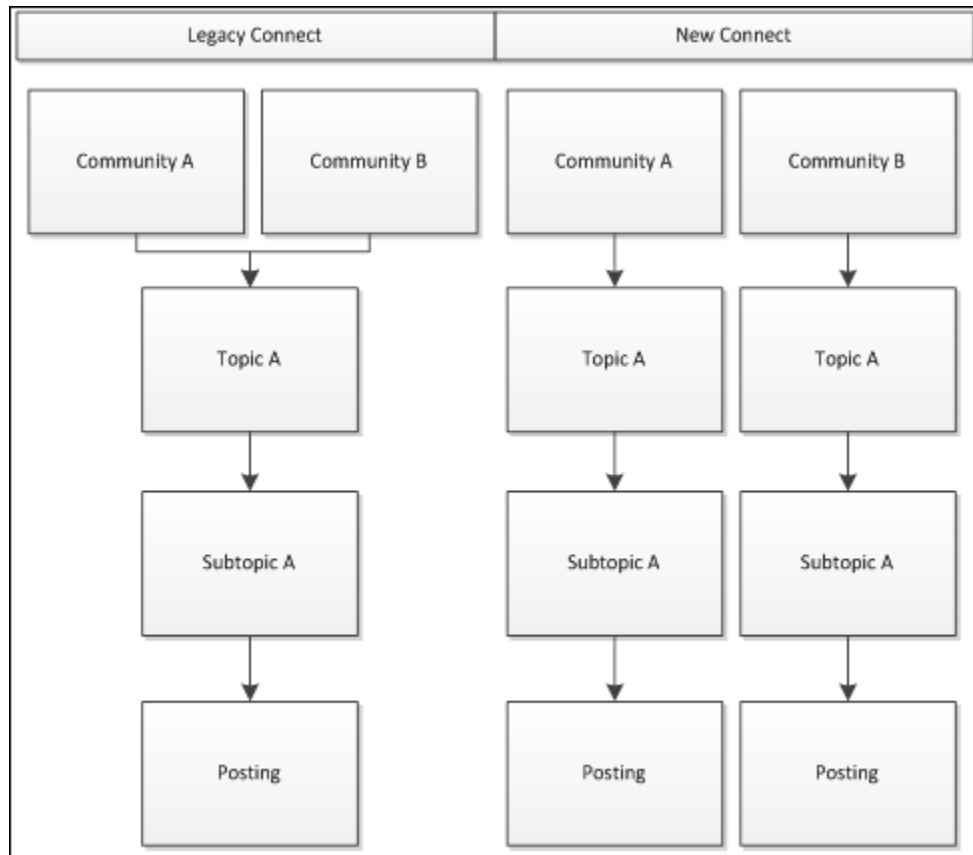 Legacy Connect
New Connect
Community A
Community B
Community A
Community B
Topic A
Topic A
Topic A
Subtopic A
Subtopic A
Subtopic A
Posting
Posting
Posting